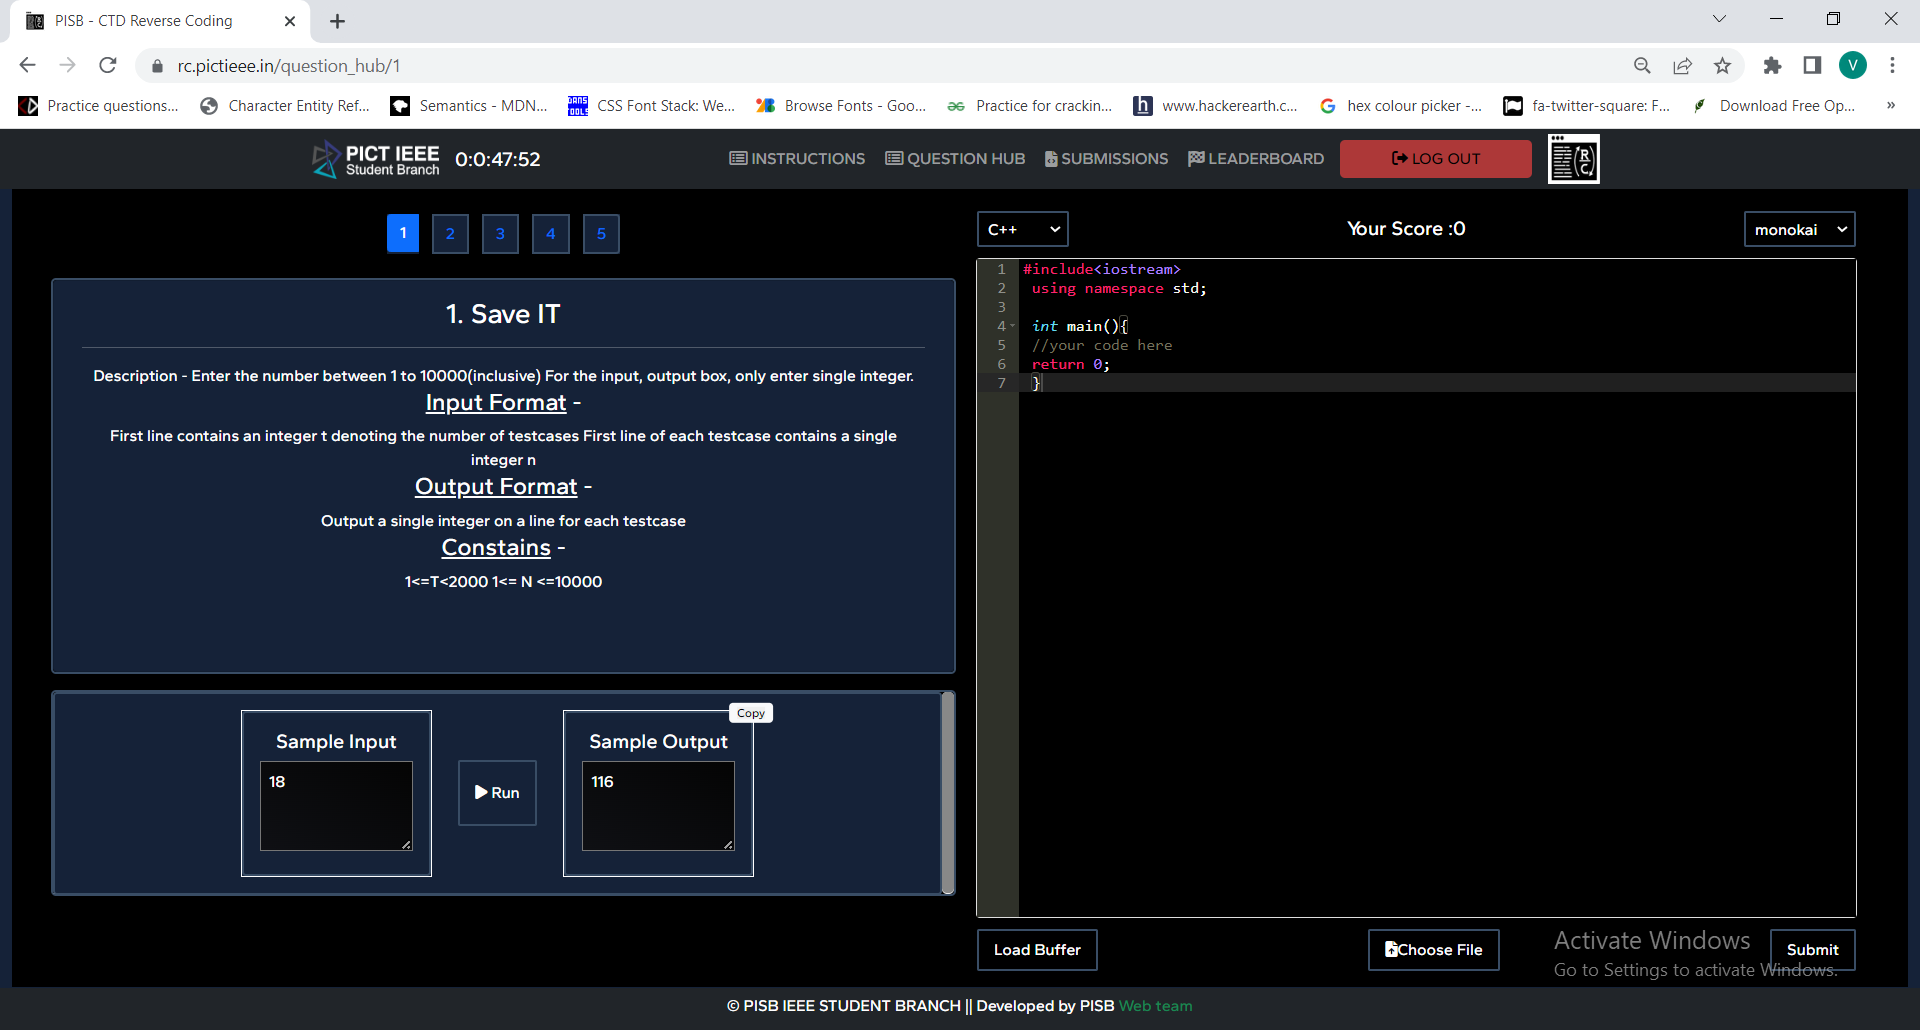 PISB - CTD Reverse Coding
rc.pictieee.in/question_hub/1
V
Practice questions...
Character Entity Ref...
Semantics - MDN...
CSS Font Stack: We...
Browse Fonts - Goo...
Practice for crackin...
www.hackerearth.c...
hex colour picker -...
fa-twitter-square: F...
Download Free Op...
»
PICT IEEE
Student Branch
0:0:47:52
INSTRUCTIONS
QUESTION HUB
SUBMISSIONS
LEADERBOARD
LOG OUT
1
2
3
4
5
1. Save IT
Description - Enter the number between 1 to 10000(inclusive) For the input, output box, only enter single integer.
Input Format -
First line contains an integer t denoting the number of testcases First line of each testcase contains a single
integer n
Output Format -
Output a single integer on a line for each testcase
Constains -
1<=T<2000 1<= N <=10000
Sample Input
18
Run
Copy
Sample Output
116
C++
Your Score :0
monokai
1 #include<iostream>
2 using namespace std;
3
4 int main(){
5 //your code here
6 return 0;
7 }
Load Buffer
Choose File
Submit
Activate Windows
Go to Settings to activate Windows.
© PISB IEEE STUDENT BRANCH || Developed by PISB Web team